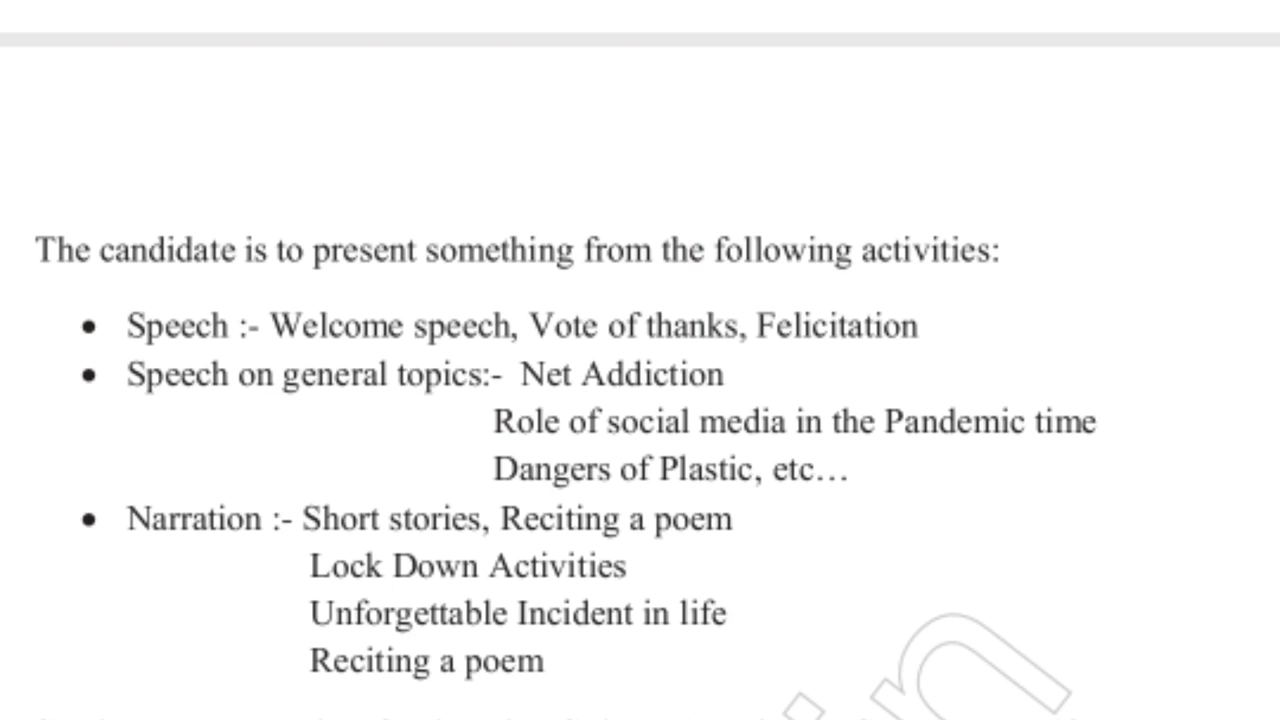 The candidate is to present something from the following activities:
• Speech :- Welcome speech, Vote of thanks, Felicitation
• Speech on general topics:- Net Addiction
Role of social media in the Pandemic time
Dangers of Plastic, etc…
• Narration :- Short stories, Reciting a poem
Lock Down Activities
Unforgettable Incident in life
Reciting a poem